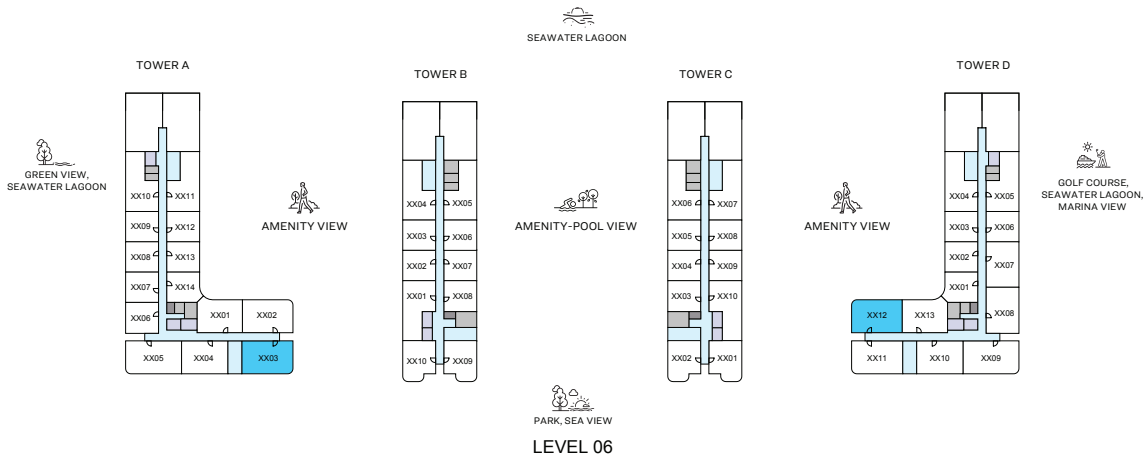 SEAWATER LAGOON
TOWER A
TOWER B
TOWER C
TOWER D
GREEN VIEW,
SEAWATER LAGOON
AMENITY VIEW
AMENITY-POOL VIEW
AMENITY VIEW
GOLF COURSE,
SEAWATER LAGOON,
MARINA VIEW
XX10 XX11
XX09 XX12
XX08 XX13
XX07 XX14
XX06 XX01 XX02
XX05 XX04 XX03
XX04 XX05
XX03 XX06
XX02 XX07
XX01 XX08
XX10 XX09
XX06 XX07
XX05 XX08
XX04 XX09
XX03 XX10
XX02 XX01
XX04 XX05
XX03 XX06
XX02 XX07
XX01
XX12 XX13 XX08
XX11 XX10 XX09
PARK, SEA VIEW
LEVEL 06